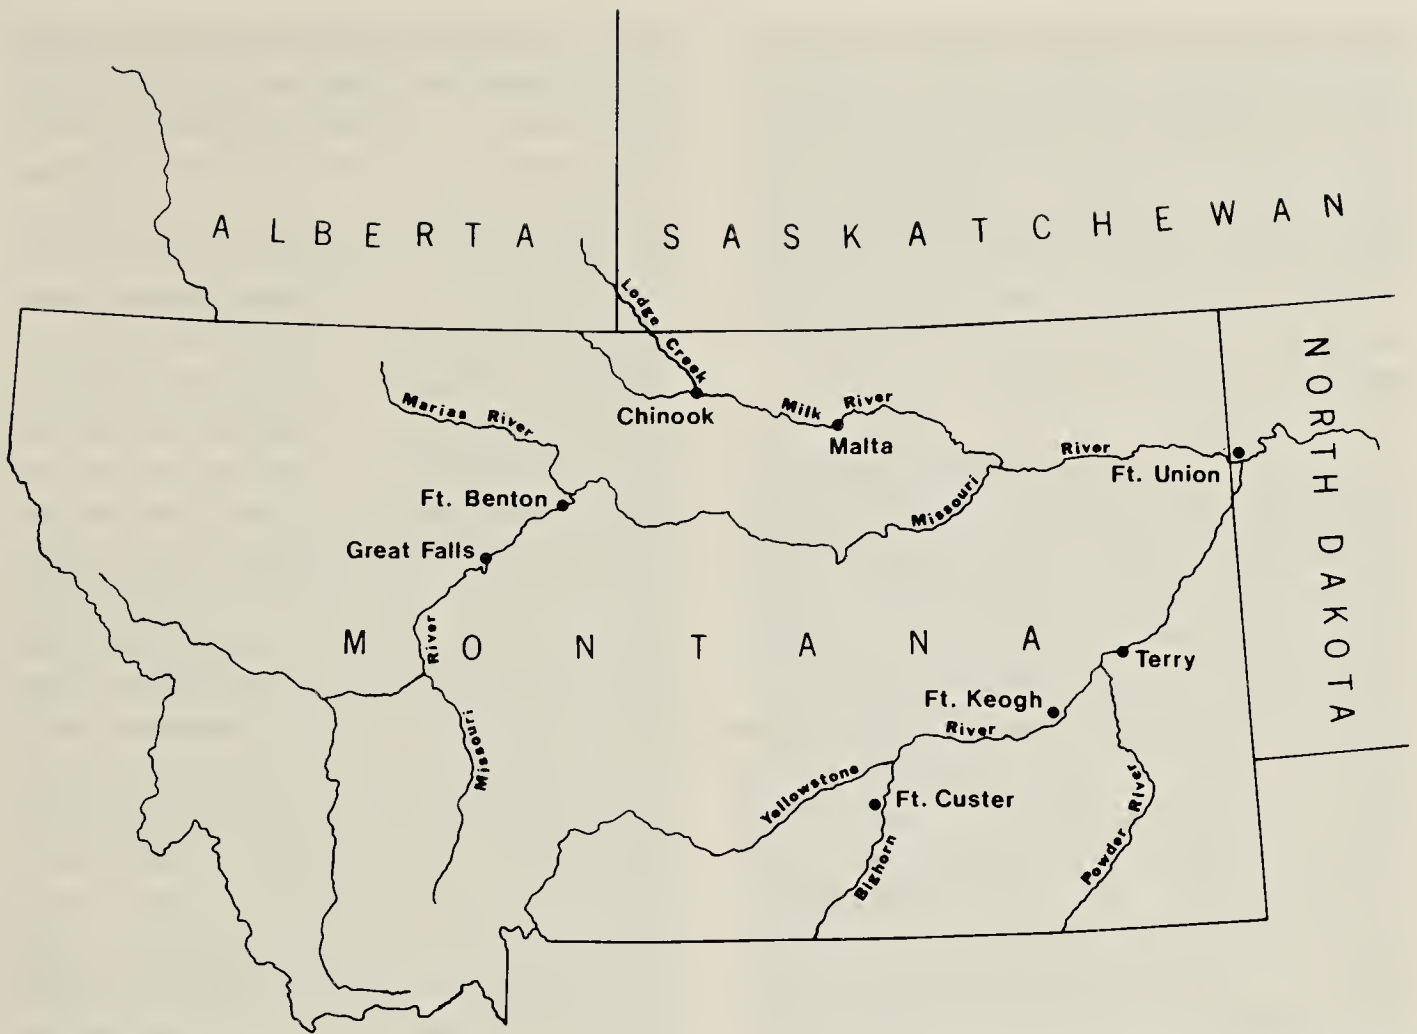 ALBERTA
SASKATCHEWAN
Lodge Creek
NORTH DAKOTA
Marias River
Chinook
Milk River
Malta
River
Ft. Union
Ft. Benton
Missouri
Great Falls
River
MONTANA
Terry
Ft. Keogh
River
Missouri
Yellowstone
Ft. Custer
Powder River
Bighorn